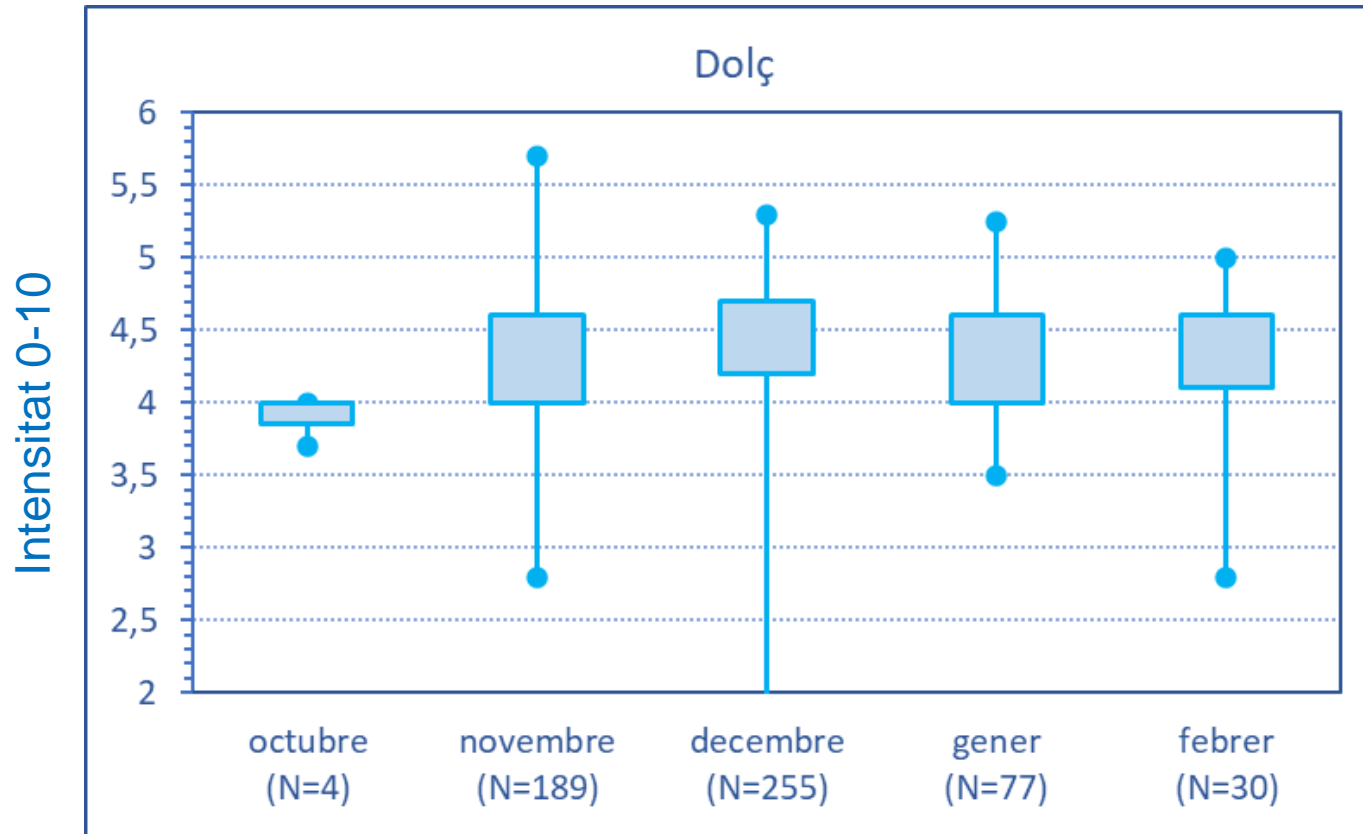 Dolç
Intensitat 0-10
6
5,5
5
4,5
4
3,5
3
2,5
2
octubre
(N=4)
novembre
(N=189)
decembre
(N=255)
gener
(N=77)
febrer
(N=30)